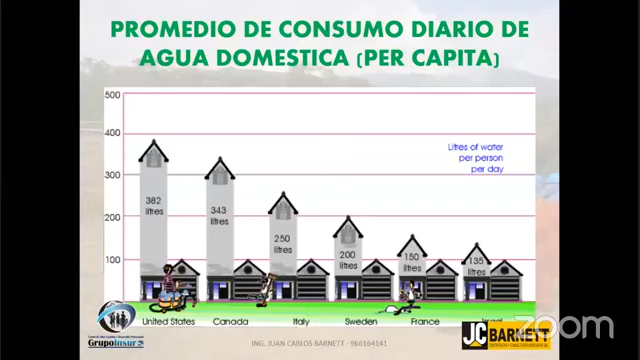 PROMEDIO DE CONSUMO DIARIO DE
AGUA DOMESTICA (PER CAPITA)
500
400
300
200
100
Litres of water
per person
per day
382
litres
343
litres
250
litres
200
litres
150
litres
135
litres
United States
Canada
Italy
Sweden
France
Israel
Grupoinsur
ING. JUAN CARLOS BARNETT - 966164141
JC BARNETT
zoom